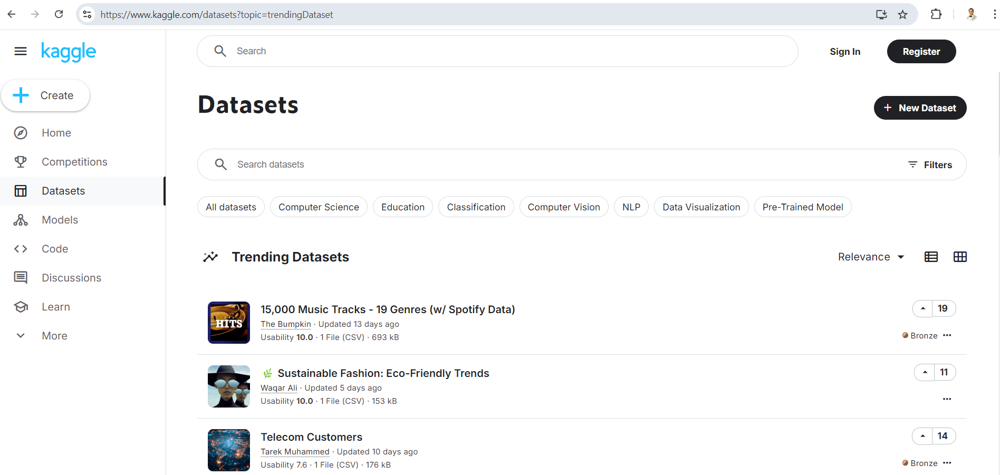 https://www.kaggle.com/datasets?topic=trendingDataset
kaggle
Search
Sign In
Register
Create
Home
Competitions
Datasets
Models
Code
Discussions
Learn
More
Datasets
+ New Dataset
Search datasets
Filters
All datasets
Computer Science
Education
Classification
Computer Vision
NLP
Data Visualization
Pre-Trained Model
Trending Datasets
Relevance
HITS
15,000 Music Tracks - 19 Genres (w/ Spotify Data)
The Bumpkin · Updated 13 days ago
Usability 10.0 · 1 File (CSV) · 693 kB
19
Bronze
🌿 Sustainable Fashion: Eco-Friendly Trends
Waqar Ali · Updated 5 days ago
Usability 10.0 · 1 File (CSV) · 153 kB
11
Telecom Customers
Tarek Muhammed · Updated 10 days ago
Usability 7.6 · 1 File (CSV) · 176 kB
14
Bronze